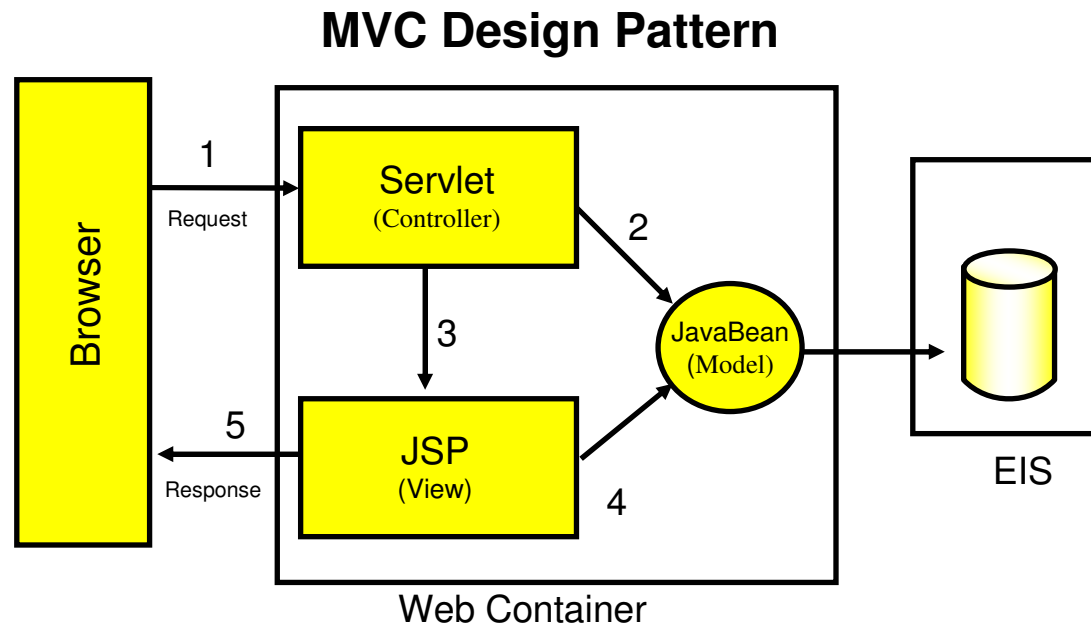 MVC Design Pattern
Browser
1
Request
Servlet
(Controller)
2
3
JavaBean
(Model)
5
Response
JSP
(View)
4
EIS
Web Container